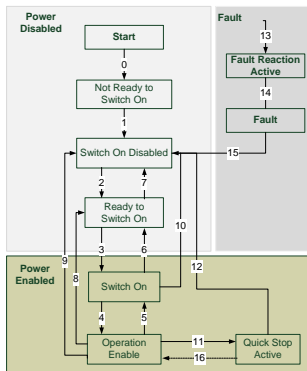 Power
Disabled
Fault
Start
13
0
Fault Reaction
Active
Not Ready to
Switch On
14
1
Fault
Switch On Disabled
15
2
7
Ready to
Switch On
3
6
10
12
Power
Enabled
9
8
Switch On
4
5
11
Operation
Enable
16
Quick Stop
Active